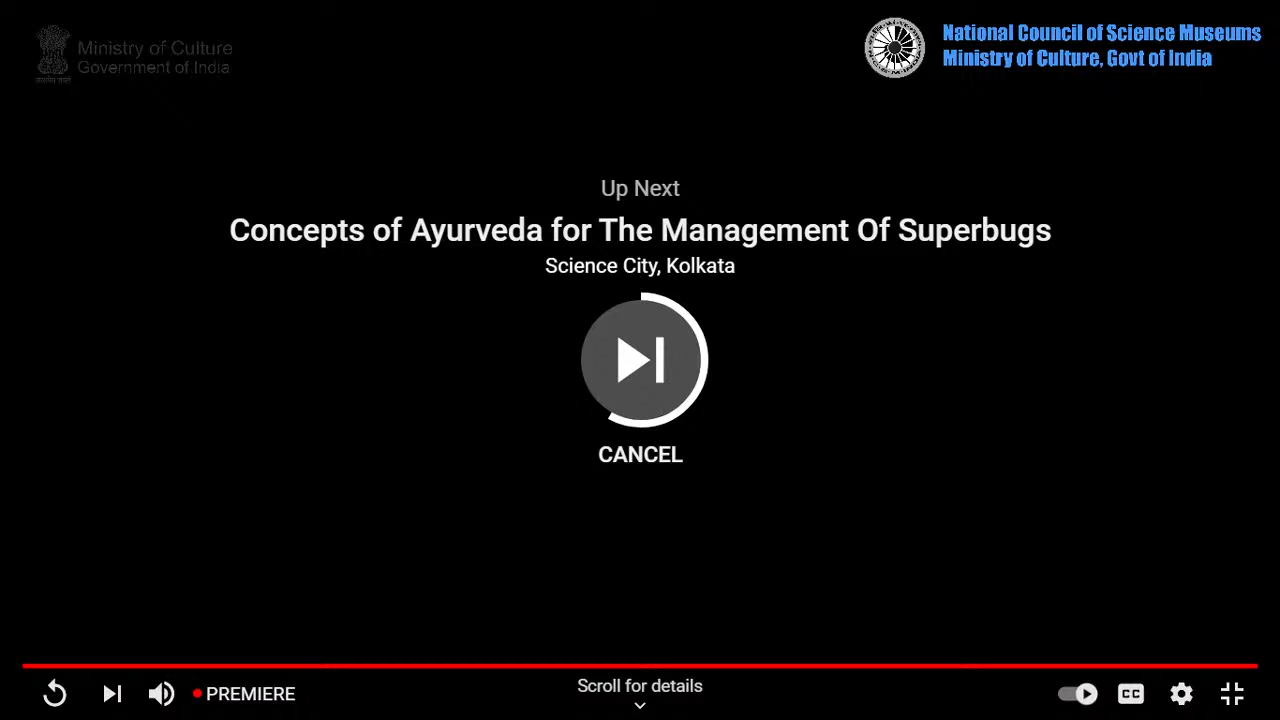 Ministry of Culture
Government of India
National Council of Science Museums
Ministry of Culture, Govt of India
Up Next
Concepts of Ayurveda for The Management Of Superbugs
Science City, Kolkata
CANCEL
PREMIERE
Scroll for details
CC